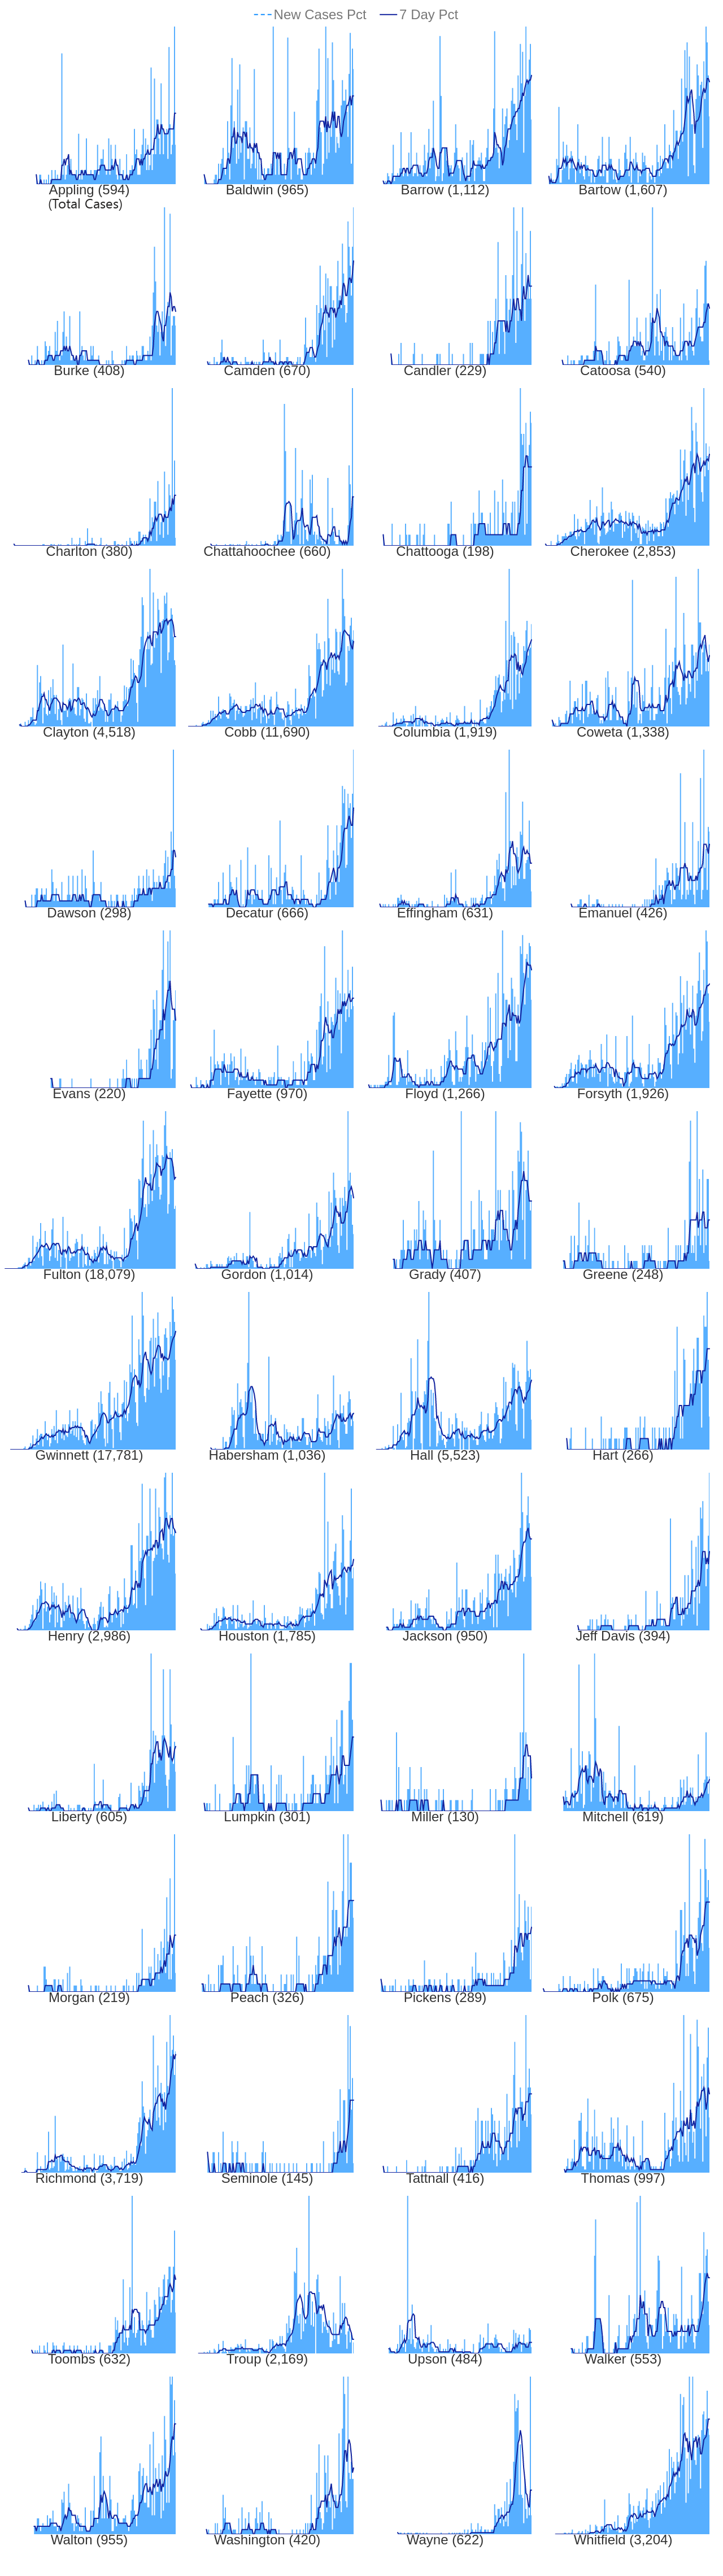 New Cases Pct 7 Day Pct
Appling (594) Baldwin (965) Barrow (1,112) Bartow (1,607)
(Total Cases)
Burke (408) Camden (670) Candler (229) Catoosa (540)
Charlton (380) Chattahoochee (660) Chattooga (198) Cherokee (2,853)
Clayton (4,518) Cobb (11,690) Columbia (1,919) Coweta (1,338)
Dawson (298) Decatur (666) Effingham (631) Emanuel (426)
Evans (220) Fayette (970) Floyd (1,266) Forsyth (1,926)
Fulton (18,079) Gordon (1,014) Grady (407) Greene (248)
Gwinnett (17,781) Habersham (1,036) Hall (5,523) Hart (266)
Henry (2,986) Houston (1,785) Jackson (950) Jeff Davis (394)
Liberty (605) Lumpkin (301) Miller (130) Mitchell (619)
Morgan (219) Peach (326) Pickens (289) Polk (675)
Richmond (3,719) Seminole (145) Tattnall (416) Thomas (997)
Toombs (632) Troup (2,169) Upson (484) Walker (553)
Walton (955) Washington (420) Wayne (622) Whitfield (3,204)